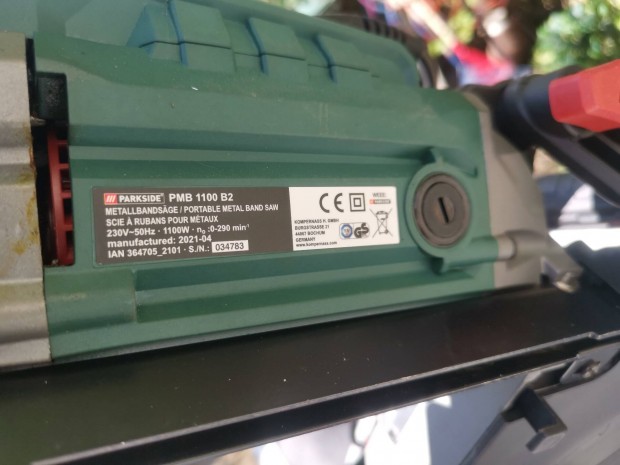 /// PARKSIDE® PMB 1100 B2
METALLBANDSÄGE / PORTABLE METAL BAND SAW
SCIE À RUBANS POUR MÉTAUX
230V~50Hz · 1100W · n₀ :0-290 min⁻¹
manufactured: 2021-04
IAN 364705_2101 · S./N.: 034783
CE
KOMPERNASS H. GMBH
BURGSTRASSE 21
44867 BOCHUM
GERMANY
www.kompernass.com
GS